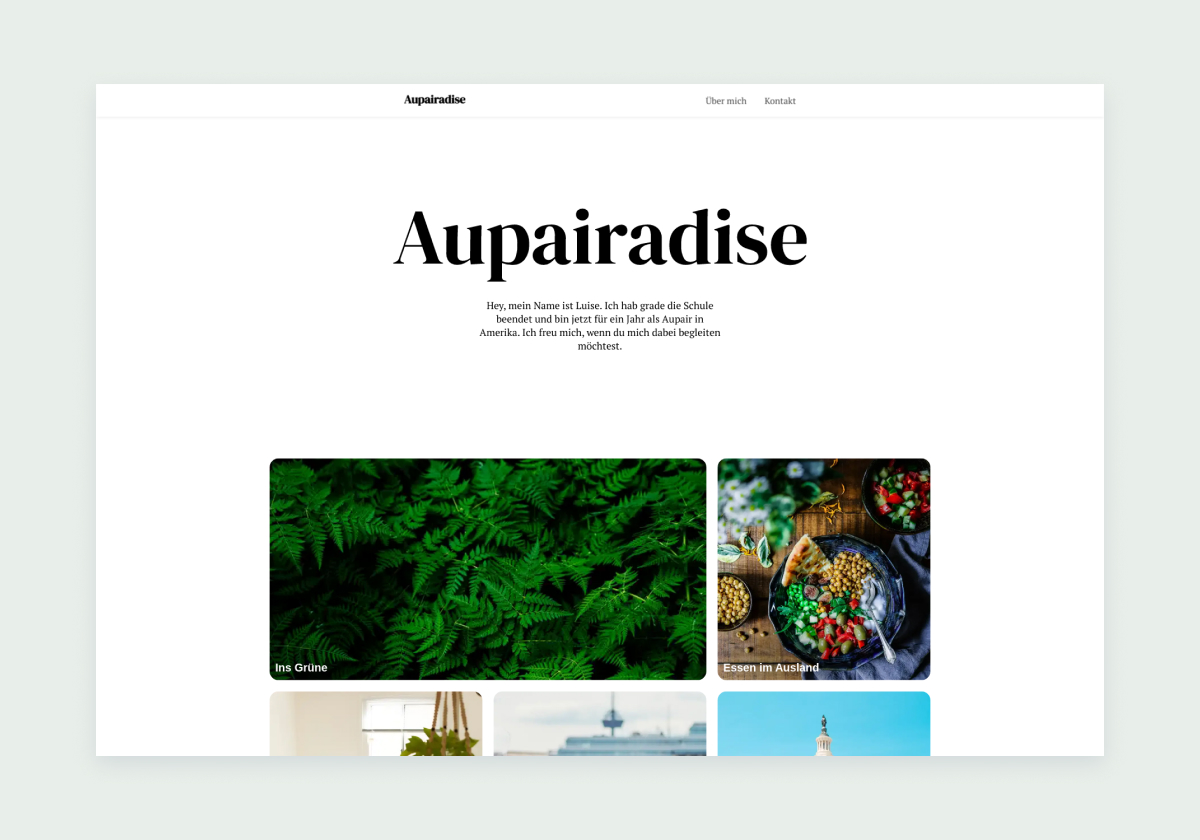 Aupairadise
Über mich Kontakt
Aupairadise
Hey, mein Name ist Luise. Ich hab grade die Schule
beendet und bin jetzt für ein Jahr als Aupair in
Amerika. Ich freu mich, wenn du mich dabei begleiten
möchtest.
Ins Grüne
Essen im Ausland